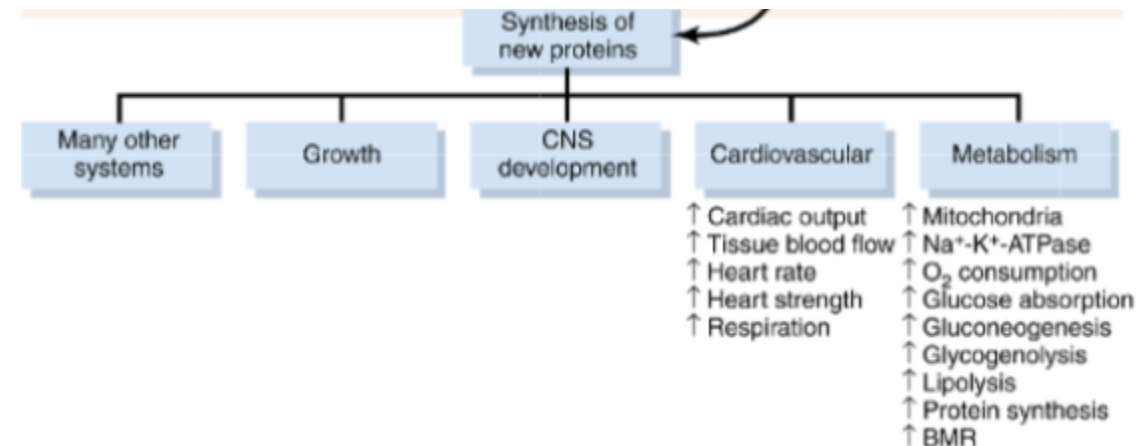 Synthesis of
new proteins
Many other
systems
Growth
CNS
development
Cardiovascular
Metabolism
↑ Cardiac output
↑ Tissue blood flow
↑ Heart rate
↑ Heart strength
↑ Respiration
↑ Mitochondria
↑ Na⁺-K⁺-ATPase
↑ O₂ consumption
↑ Glucose absorption
↑ Gluconeogenesis
↑ Glycogenolysis
↑ Lipolysis
↑ Protein synthesis
↑ BMR